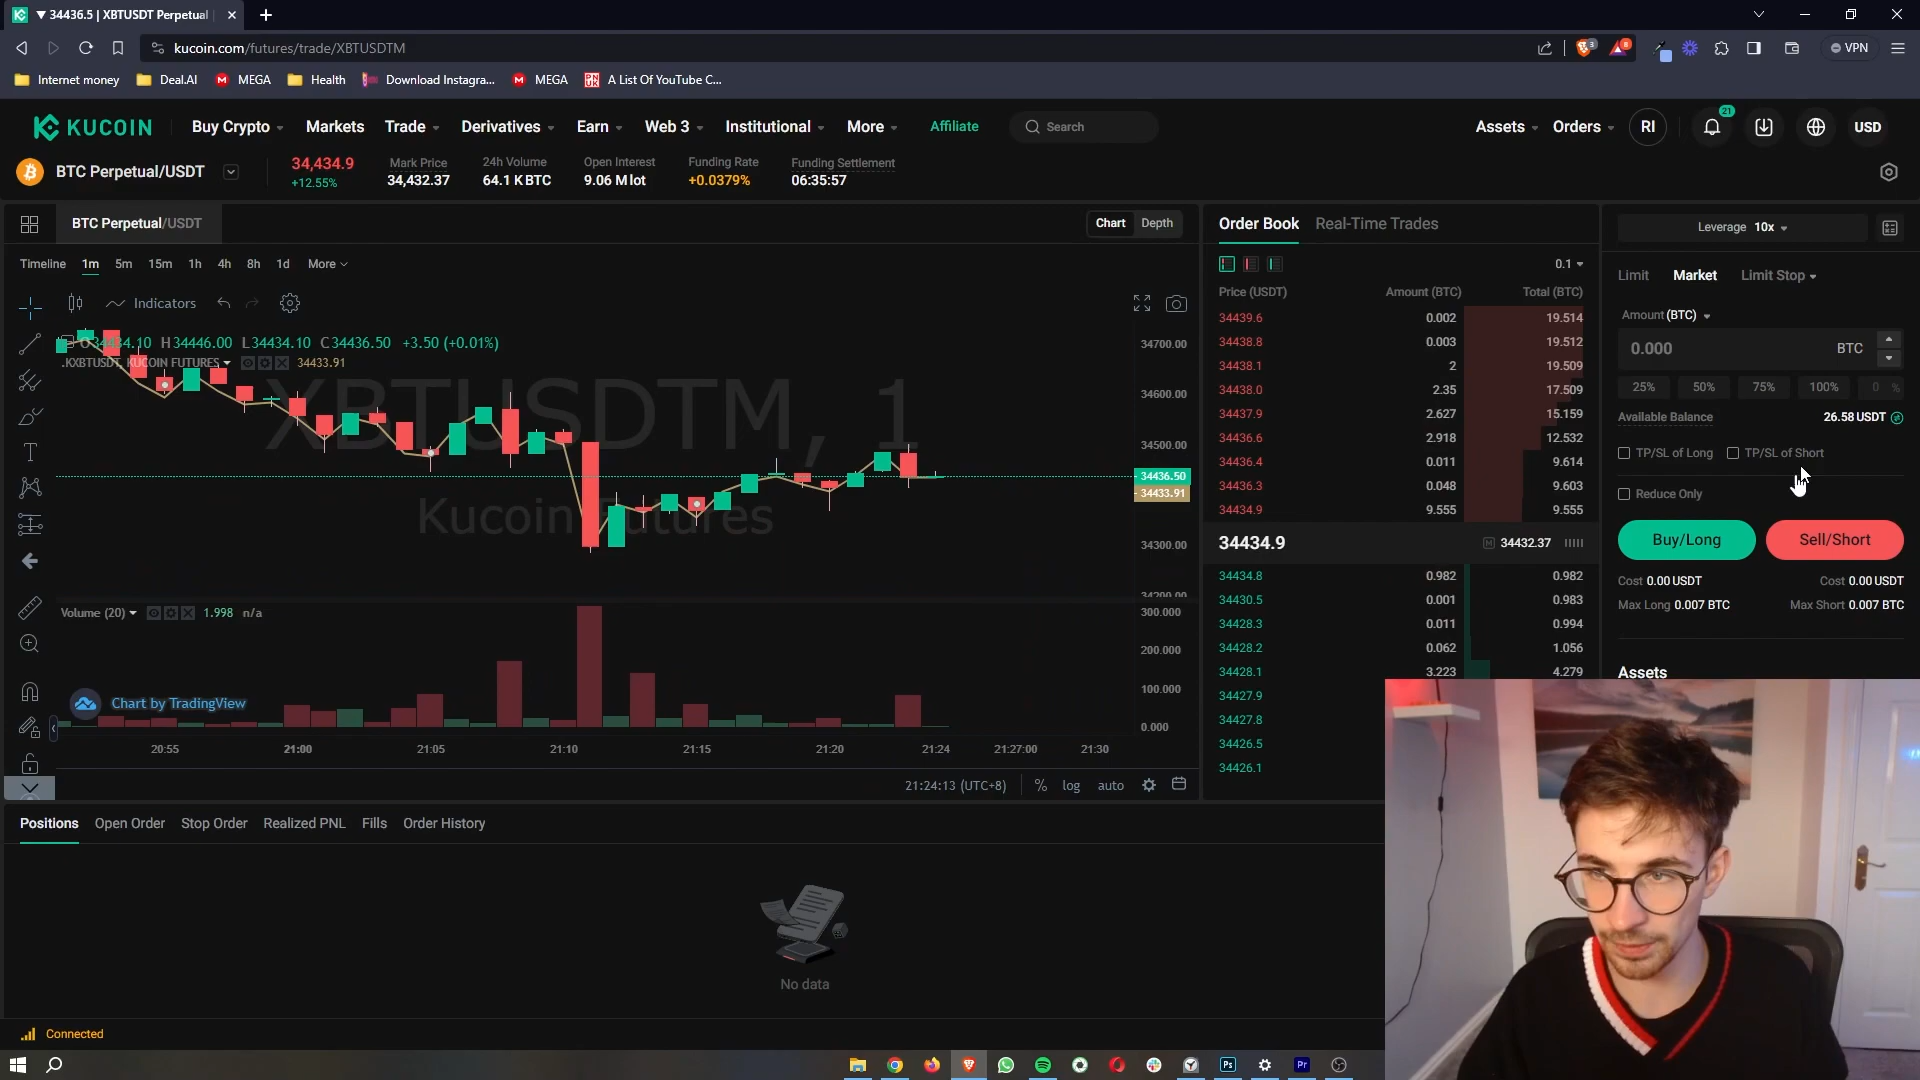 ▼ 34436.5 | XBTUSDT Perpetual
kucoin.com/futures/trade/XBTUSDTM
3
8
VPN
Internet money
Deal.AI
MEGA
Health
Download Instagra...
MEGA
A List Of YouTube C...
KUCOIN
Buy Crypto
Markets
Trade
Derivatives
Earn
Web 3
Institutional
More
Affiliate
Search
Assets
Orders
RI
21
USD
BTC Perpetual/USDT
34,434.9
+12.55%
Mark Price
34,432.37
24h Volume
64.1 KBTC
Open Interest
9.06 Mlot
Funding Rate
+0.0379%
Funding Settlement
06:35:57
BTC Perpetual/USDT
Chart
Depth
Timeline
1m
5m
15m
1h
4h
8h
1d
More
Indicators
O34434.10 H34446.00 L34434.10 C34436.50 +3.50 (+0.01%)
.KXBTUSDT, KUCOIN FUTURES
34433.91
XBTUSDTM, 1
Kucoin Futures
34700.00
34600.00
34500.00
34436.50
34433.91
34300.00
34200.00
Volume (20)
1.998 n/a
300.000
200.000
100.000
0.000
Chart by TradingView
20:55
21:00
21:05
21:10
21:15
21:20
21:24
21:27:00
21:30
21:24:13 (UTC+8)
%
log
auto
Order Book
Real-Time Trades
0.1
Price (USDT)
Amount (BTC)
Total (BTC)
34439.6 0.002 19.514
34438.8 0.003 19.512
34438.1 2 19.509
34438.0 2.35 17.509
34437.9 2.627 15.159
34436.6 2.918 12.532
34436.4 0.011 9.614
34436.3 0.048 9.603
34434.9 9.555 9.555
34434.9
M 34432.37
34434.8 0.982 0.982
34430.5 0.001 0.983
34428.3 0.011 0.994
34428.2 0.062 1.056
34428.1 3.223 4.279
34427.9
34427.8
34426.5
34426.1
Leverage 10x
Limit
Market
Limit Stop
Amount (BTC)
0.000
BTC
25%
50%
75%
100%
0 %
Available Balance
26.58 USDT
TP/SL of Long
TP/SL of Short
Reduce Only
Buy/Long
Sell/Short
Cost 0.00 USDT
Cost 0.00 USDT
Max Long 0.007 BTC
Max Short 0.007 BTC
Assets
Positions
Open Order
Stop Order
Realized PNL
Fills
Order History
No data
Connected
Ps
Pr